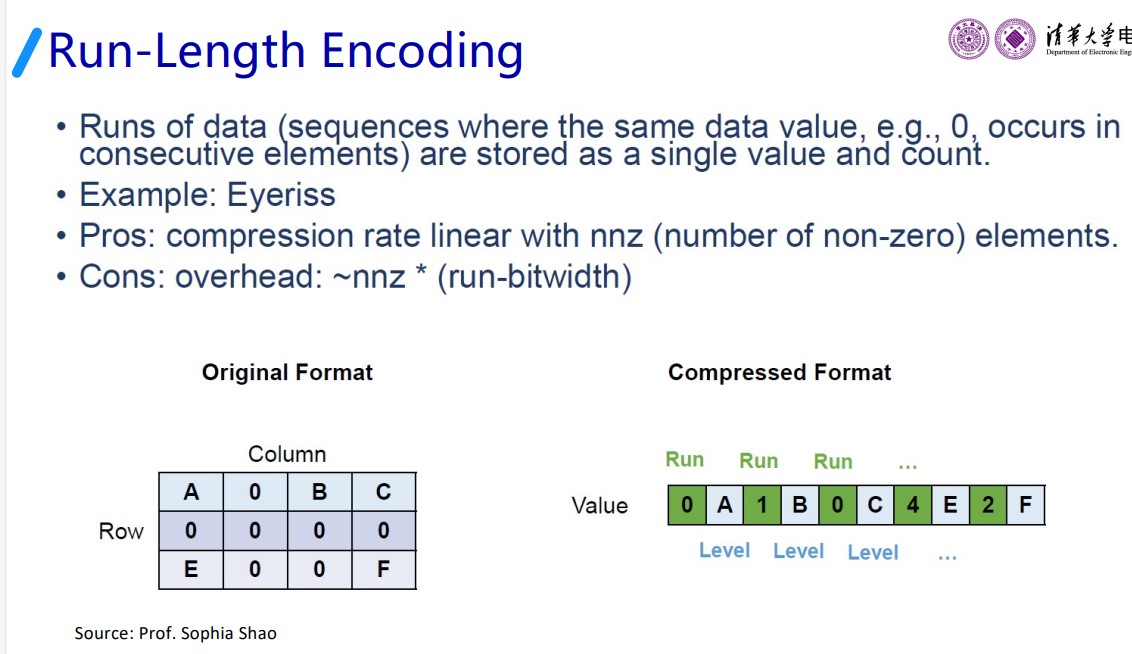 Run-Length Encoding
清华大学电
Department of Electronic Eng
• Runs of data (sequences where the same data value, e.g., 0, occurs in
consecutive elements) are stored as a single value and count.
• Example: Eyeriss
• Pros: compression rate linear with nnz (number of non-zero) elements.
• Cons: overhead: ~nnz * (run-bitwidth)
Original Format
Column
A 0 B C
Row 0 0 0 0
E 0 0 F
Compressed Format
Run Run Run ...
Value 0 A 1 B 0 C 4 E 2 F
Level Level Level ...
Source: Prof. Sophia Shao